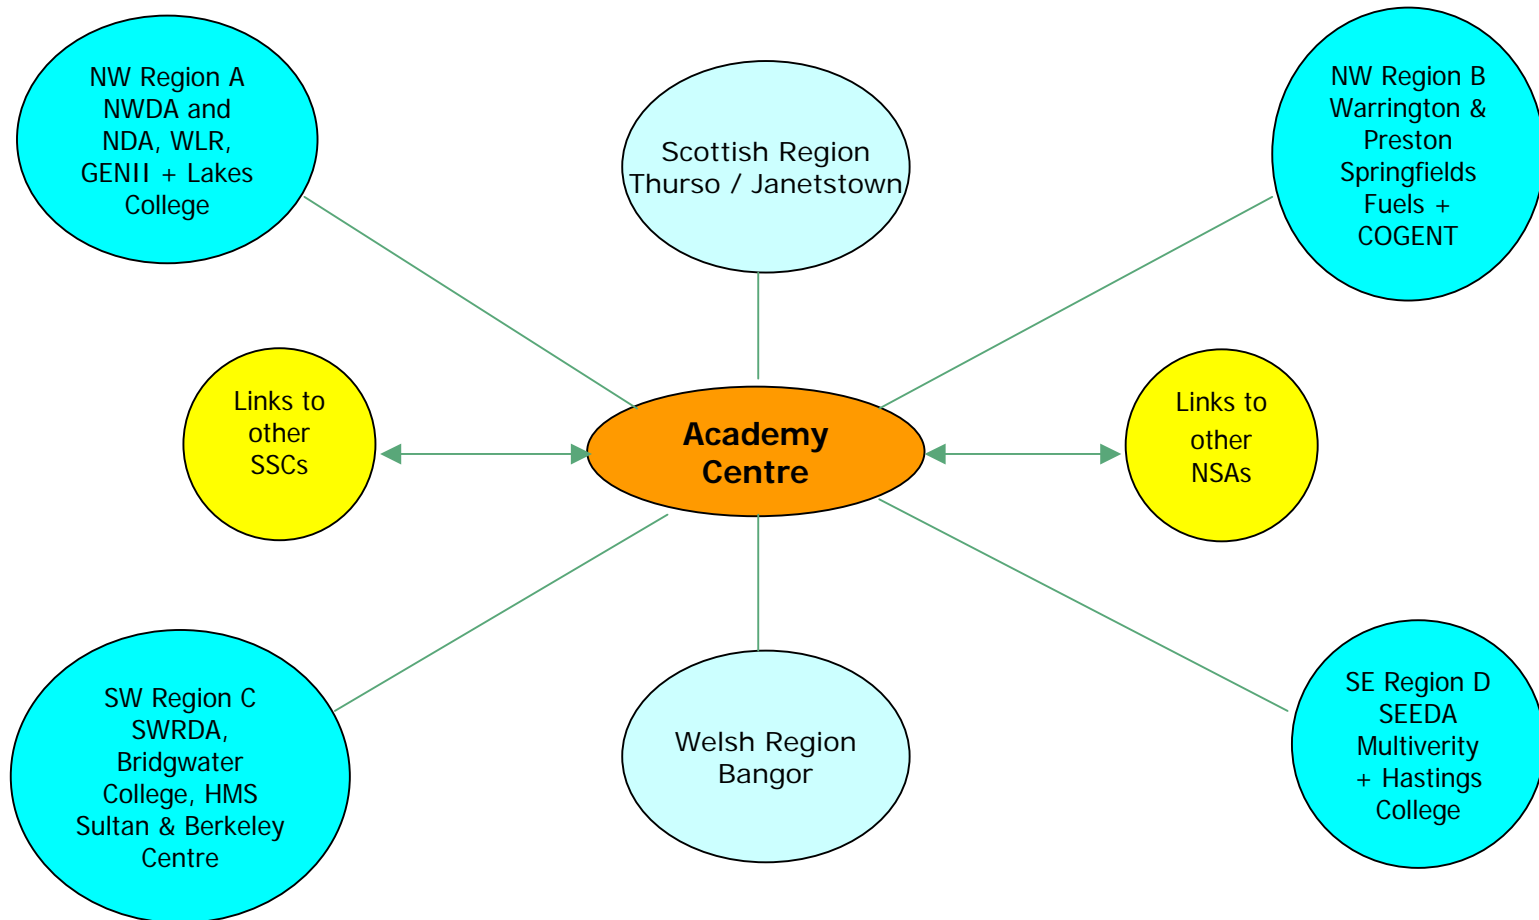 NW Region A
NWDA and
NDA, WLR,
GENII + Lakes
College
Scottish Region
Thurso / Janetstown
NW Region B
Warrington &
Preston
Springfields
Fuels +
COGENT
Links to
other
SSCs
Academy
Centre
Links to
other
NSAs
SW Region C
SWRDA,
Bridgwater
College, HMS
Sultan & Berkeley
Centre
Welsh Region
Bangor
SE Region D
SEEDA
Multiverity
+ Hastings
College